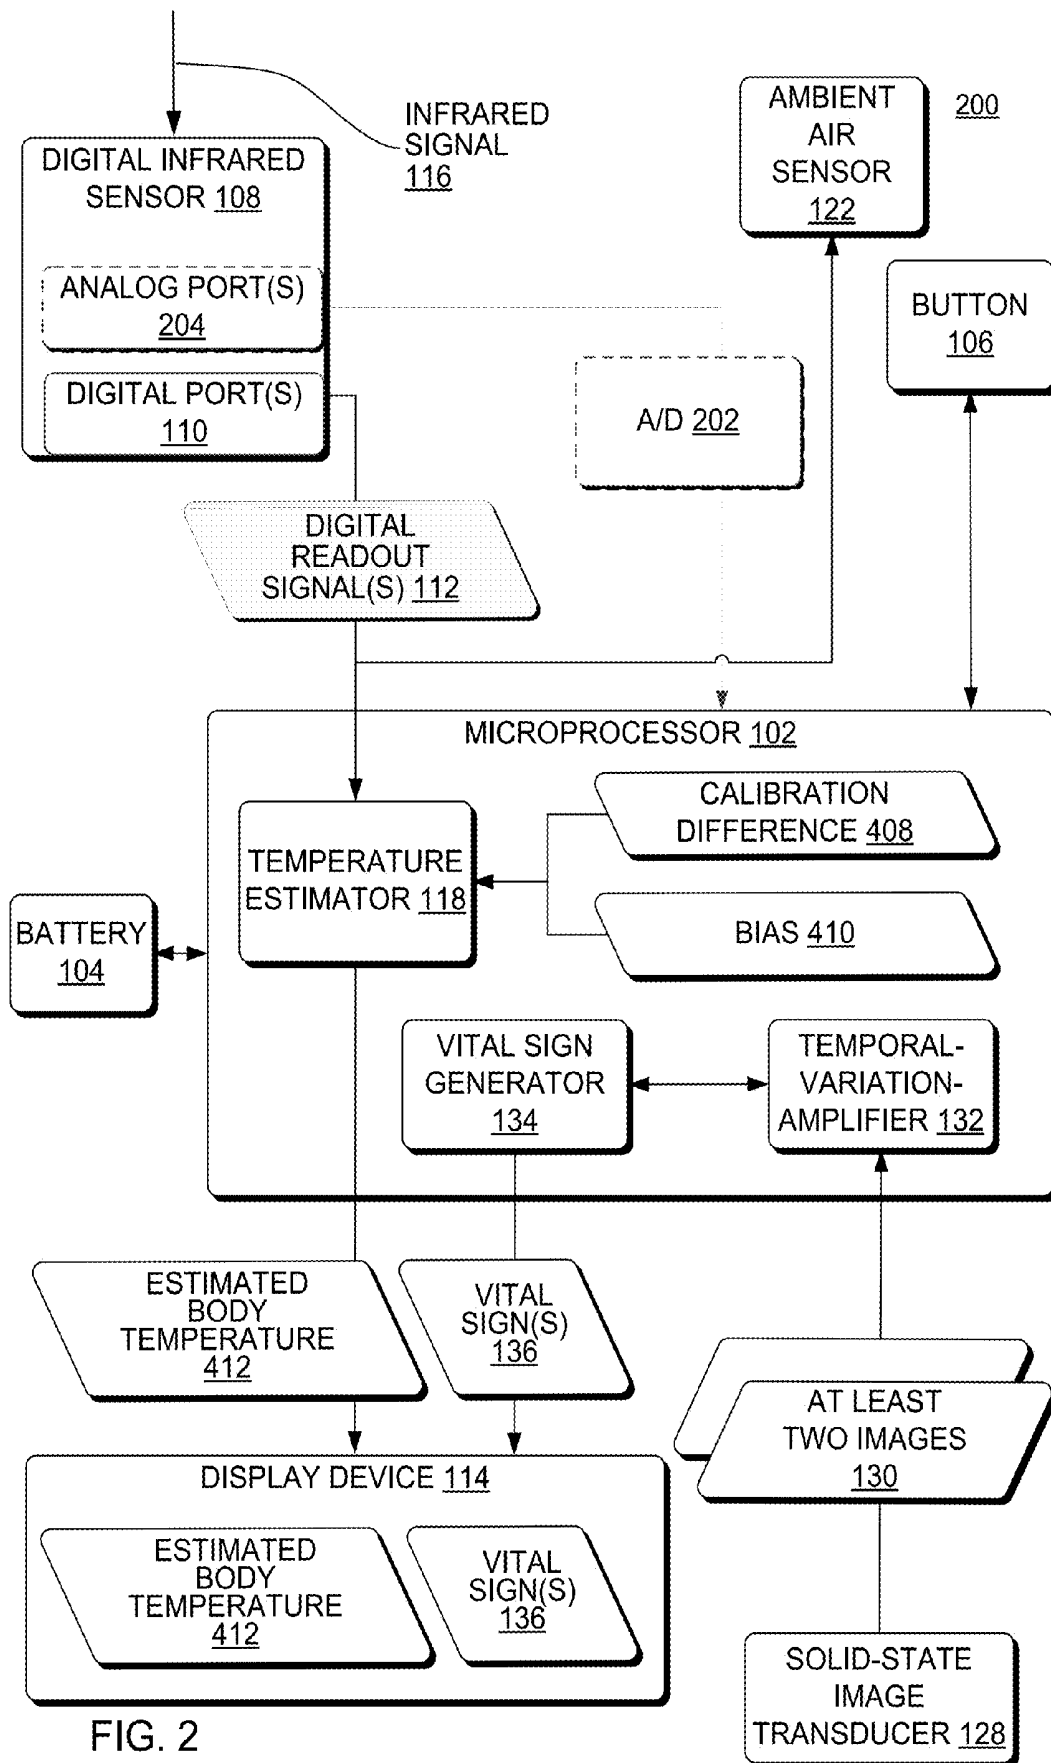 INFRARED
SIGNAL
116
AMBIENT
AIR
SENSOR
122
200
DIGITAL INFRARED
SENSOR 108
ANALOG PORT(S)
204
DIGITAL PORT(S)
110
A/D 202
BUTTON
106
DIGITAL
READOUT
SIGNAL(S) 112
MICROPROCESSOR 102
CALIBRATION
DIFFERENCE 408
TEMPERATURE
ESTIMATOR 118
BIAS 410
BATTERY
104
VITAL SIGN
GENERATOR
134
TEMPORAL-
VARIATION-
AMPLIFIER 132
ESTIMATED
BODY
TEMPERATURE
412
VITAL
SIGN(S)
136
AT LEAST
TWO IMAGES
130
DISPLAY DEVICE 114
ESTIMATED
BODY
TEMPERATURE
412
VITAL
SIGN(S)
136
SOLID-STATE
IMAGE
TRANSDUCER 128
FIG. 2